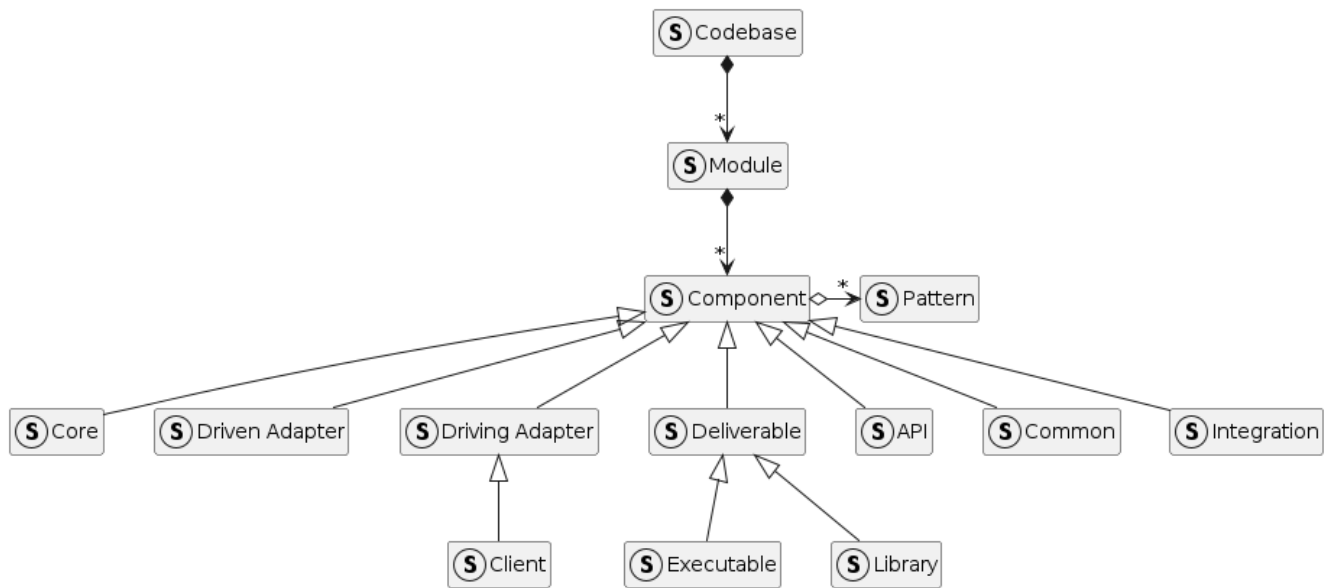 S Codebase
*
S Module
*
S Component * S Pattern
S Core S Driven Adapter S Driving Adapter S Deliverable S API S Common S Integration
S Client S Executable S Library